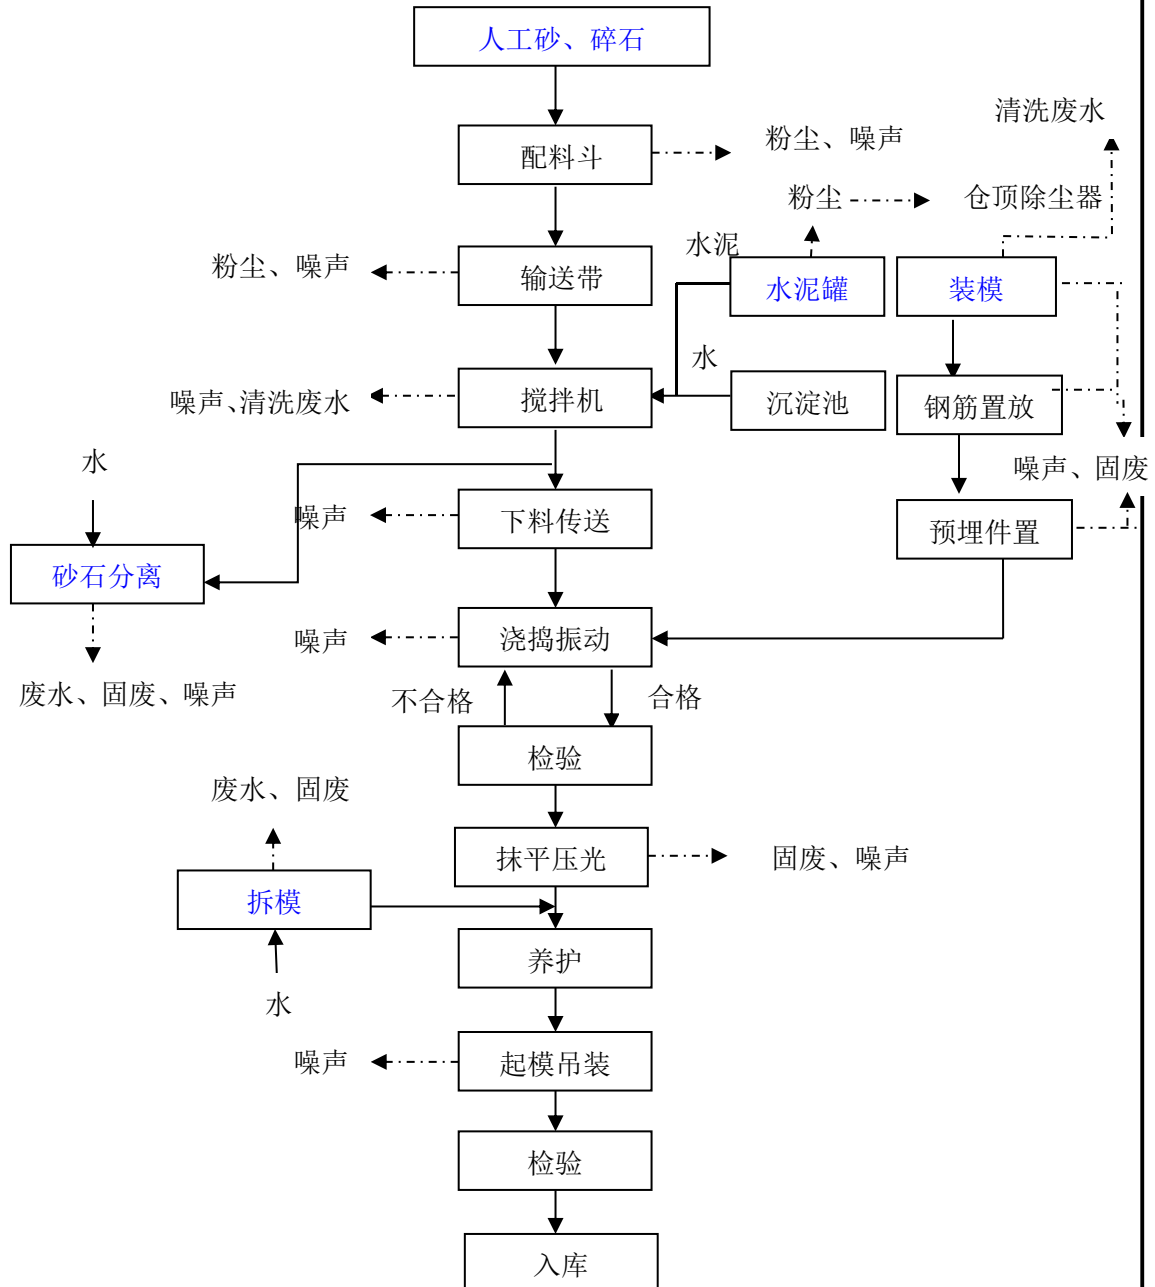 人工砂、碎石
清洗废水
配料斗
粉尘、噪声
粉尘
仓顶除尘器
水泥
粉尘、噪声
输送带
水泥罐
装模
水
噪声、清洗废水
搅拌机
沉淀池
钢筋置放
水
噪声、固废
噪声
下料传送
预埋件置
砂石分离
噪声
浇捣振动
废水、固废、噪声
不合格
合格
检验
废水、固废
抹平压光
固废、噪声
拆模
养护
水
噪声
起模吊装
检验
入库